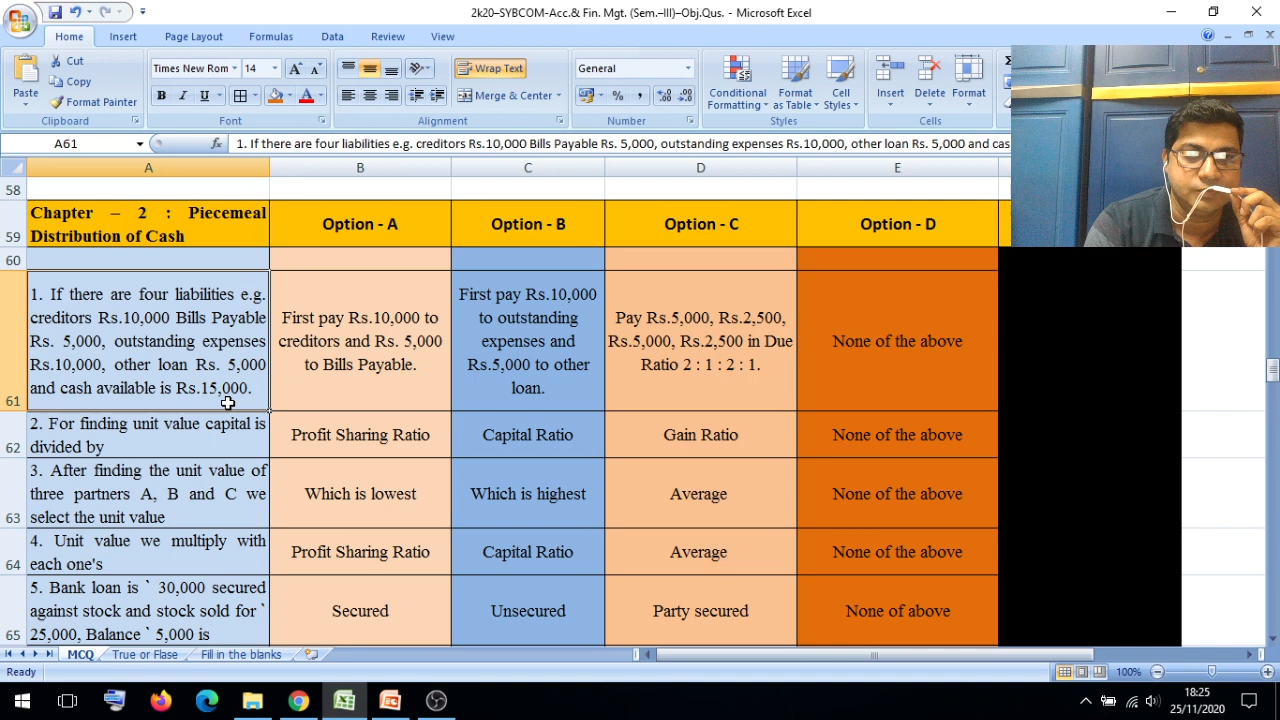 2k20–SYBCOM-Acc.& Fin. Mgt. (Sem.–III)–Obj.Qus. - Microsoft Excel
Home Insert Page Layout Formulas Data Review View
Paste
Cut
Copy
Format Painter
Clipboard
Times New Rom 14
B I U
Font
Wrap Text
Merge & Center
Alignment
General
Number
Conditional Formatting
Format as Table
Cell Styles
Styles
Insert Delete Format
Cells
A61
fx 1. If there are four liabilities e.g. creditors Rs.10,000 Bills Payable Rs. 5,000, outstanding expenses Rs.10,000, other loan Rs. 5,000 and cas
A B C D E
58
59
Chapter – 2 : Piecemeal
Distribution of Cash
Option - A
Option - B
Option - C
Option - D
60
61
1. If there are four liabilities e.g.
creditors Rs.10,000 Bills Payable
Rs. 5,000, outstanding expenses
Rs.10,000, other loan Rs. 5,000
and cash available is Rs.15,000.
First pay Rs.10,000 to
creditors and Rs. 5,000
to Bills Payable.
First pay Rs.10,000
to outstanding
expenses and
Rs.5,000 to other
loan.
Pay Rs.5,000, Rs.2,500,
Rs.5,000, Rs.2,500 in Due
Ratio 2 : 1 : 2 : 1.
None of the above
62
2. For finding unit value capital is
divided by
Profit Sharing Ratio
Capital Ratio
Gain Ratio
None of the above
63
3. After finding the unit value of
three partners A, B and C we
select the unit value
Which is lowest
Which is highest
Average
None of the above
64
4. Unit value we multiply with
each one's
Profit Sharing Ratio
Capital Ratio
Average
None of the above
65
5. Bank loan is ` 30,000 secured
against stock and stock sold for `
25,000, Balance ` 5,000 is
Secured
Unsecured
Party secured
None of above
MCQ True or Flase Fill in the blanks
Ready
100%
18:25
25/11/2020